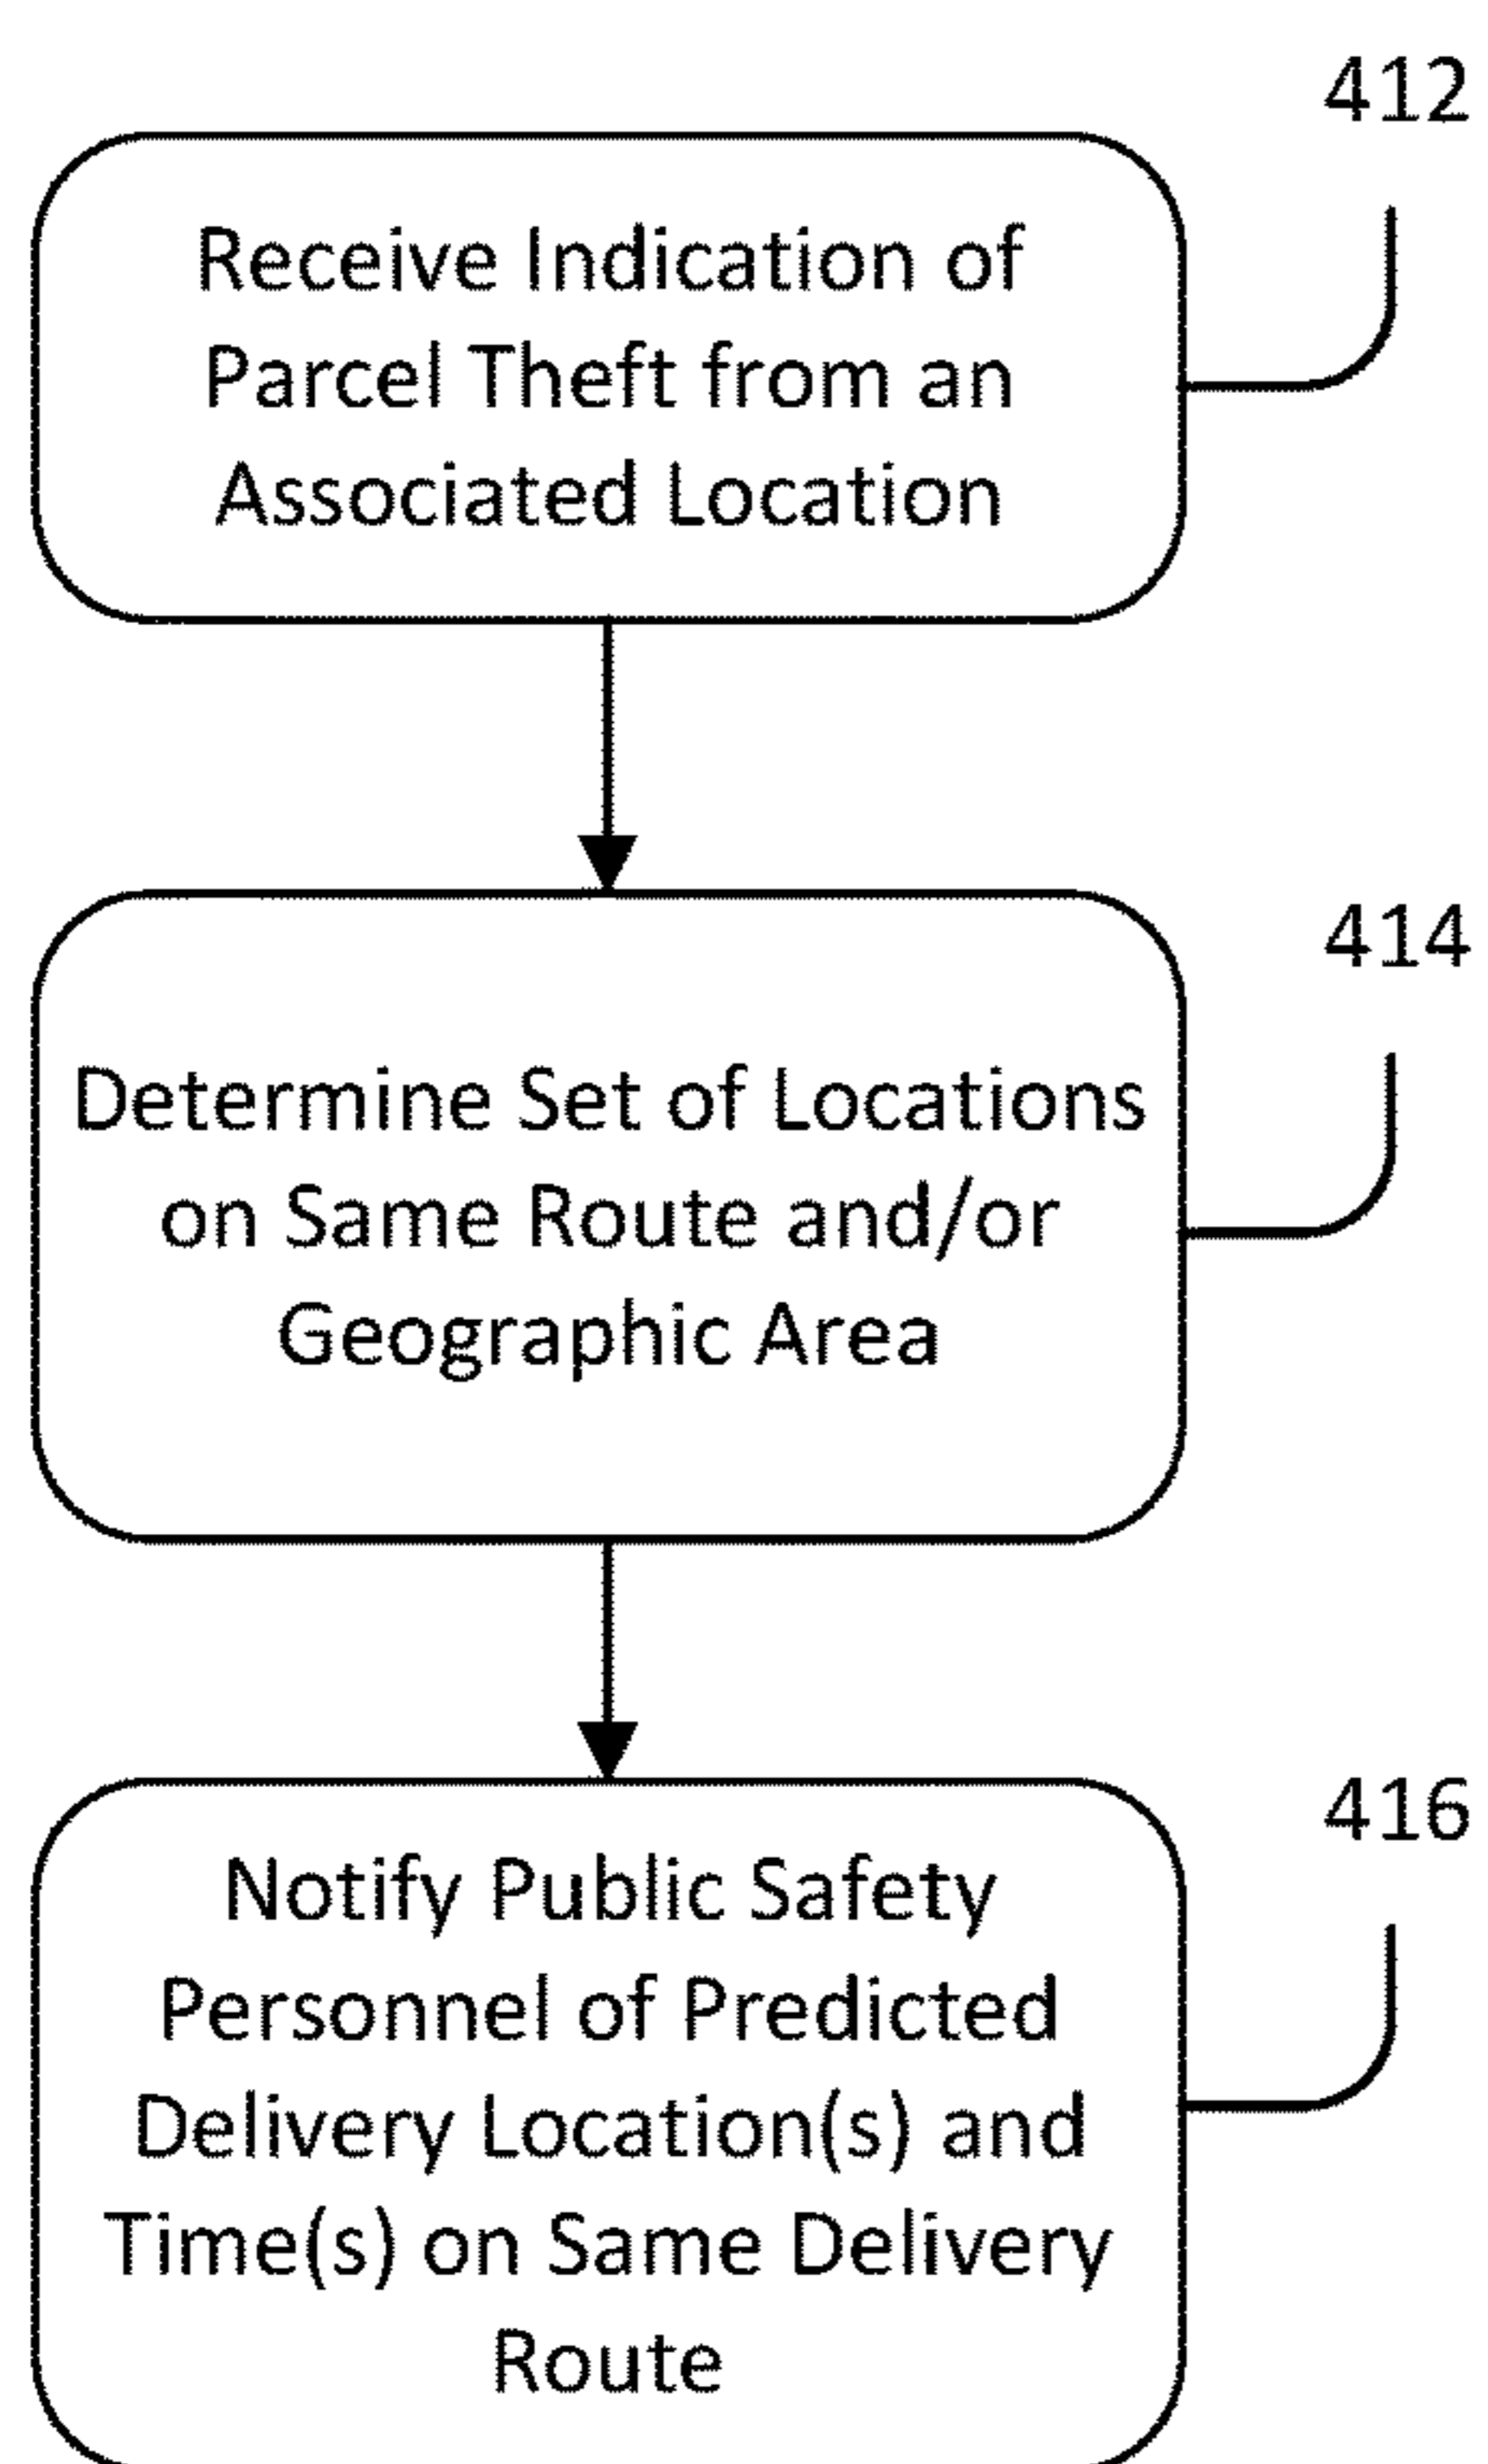 412
Receive Indication of
Parcel Theft from an
Associated Location
414
Determine Set of Locations
on Same Route and/or
Geographic Area
416
Notify Public Safety
Personnel of Predicted
Delivery Location(s) and
Time(s) on Same Delivery
Route